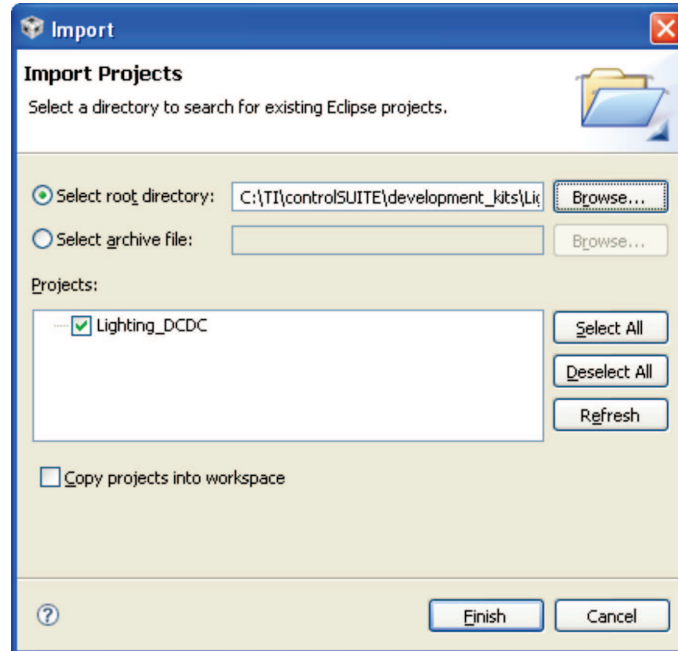 Import
Import Projects
Select a directory to search for existing Eclipse projects.
Select root directory: C:\TI\controlSUITE\development_kits\Lig Browse...
Select archive file: Browse...
Projects:
Lighting_DCDC
Select All
Deselect All
Refresh
Copy projects into workspace
Finish Cancel